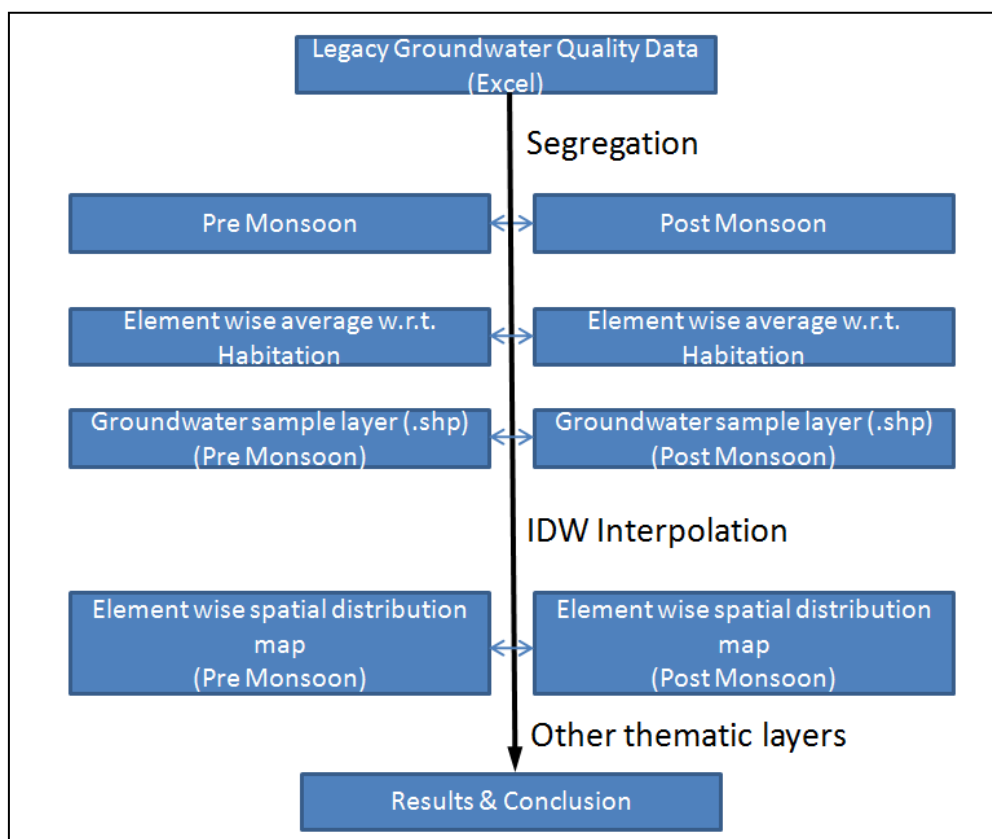 Legacy Groundwater Quality Data
(Excel)
Segregation
Pre Monsoon
Post Monsoon
Element wise average w.r.t.
Habitation
Element wise average w.r.t.
Habitation
Groundwater sample layer (.shp)
(Pre Monsoon)
Groundwater sample layer (.shp)
(Post Monsoon)
IDW Interpolation
Element wise spatial distribution
map
(Pre Monsoon)
Element wise spatial distribution
map
(Post Monsoon)
Other thematic layers
Results & Conclusion